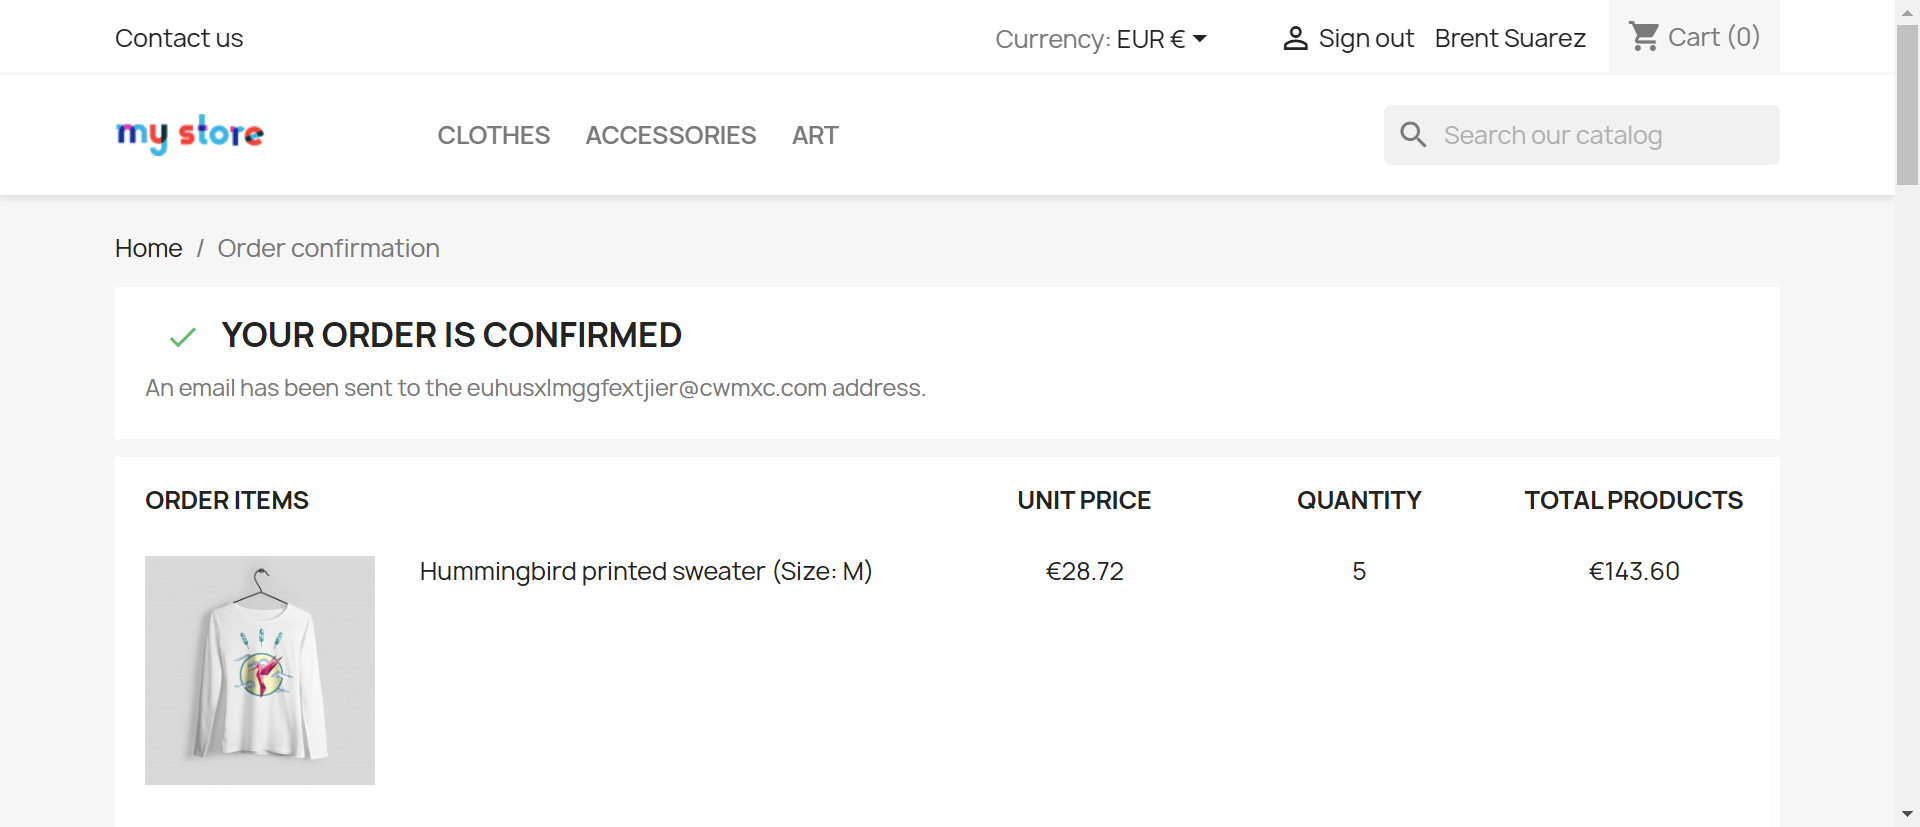 Contact us
Currency: EUR €
Sign out
Brent Suarez
Cart (0)
my store
CLOTHES
ACCESSORIES
ART
Search our catalog
Home / Order confirmation
YOUR ORDER IS CONFIRMED
An email has been sent to the euhusxlmggfextjier@cwmxc.com address.
ORDER ITEMS
UNIT PRICE
QUANTITY
TOTAL PRODUCTS
Hummingbird printed sweater (Size: M)
€28.72
5
€143.60